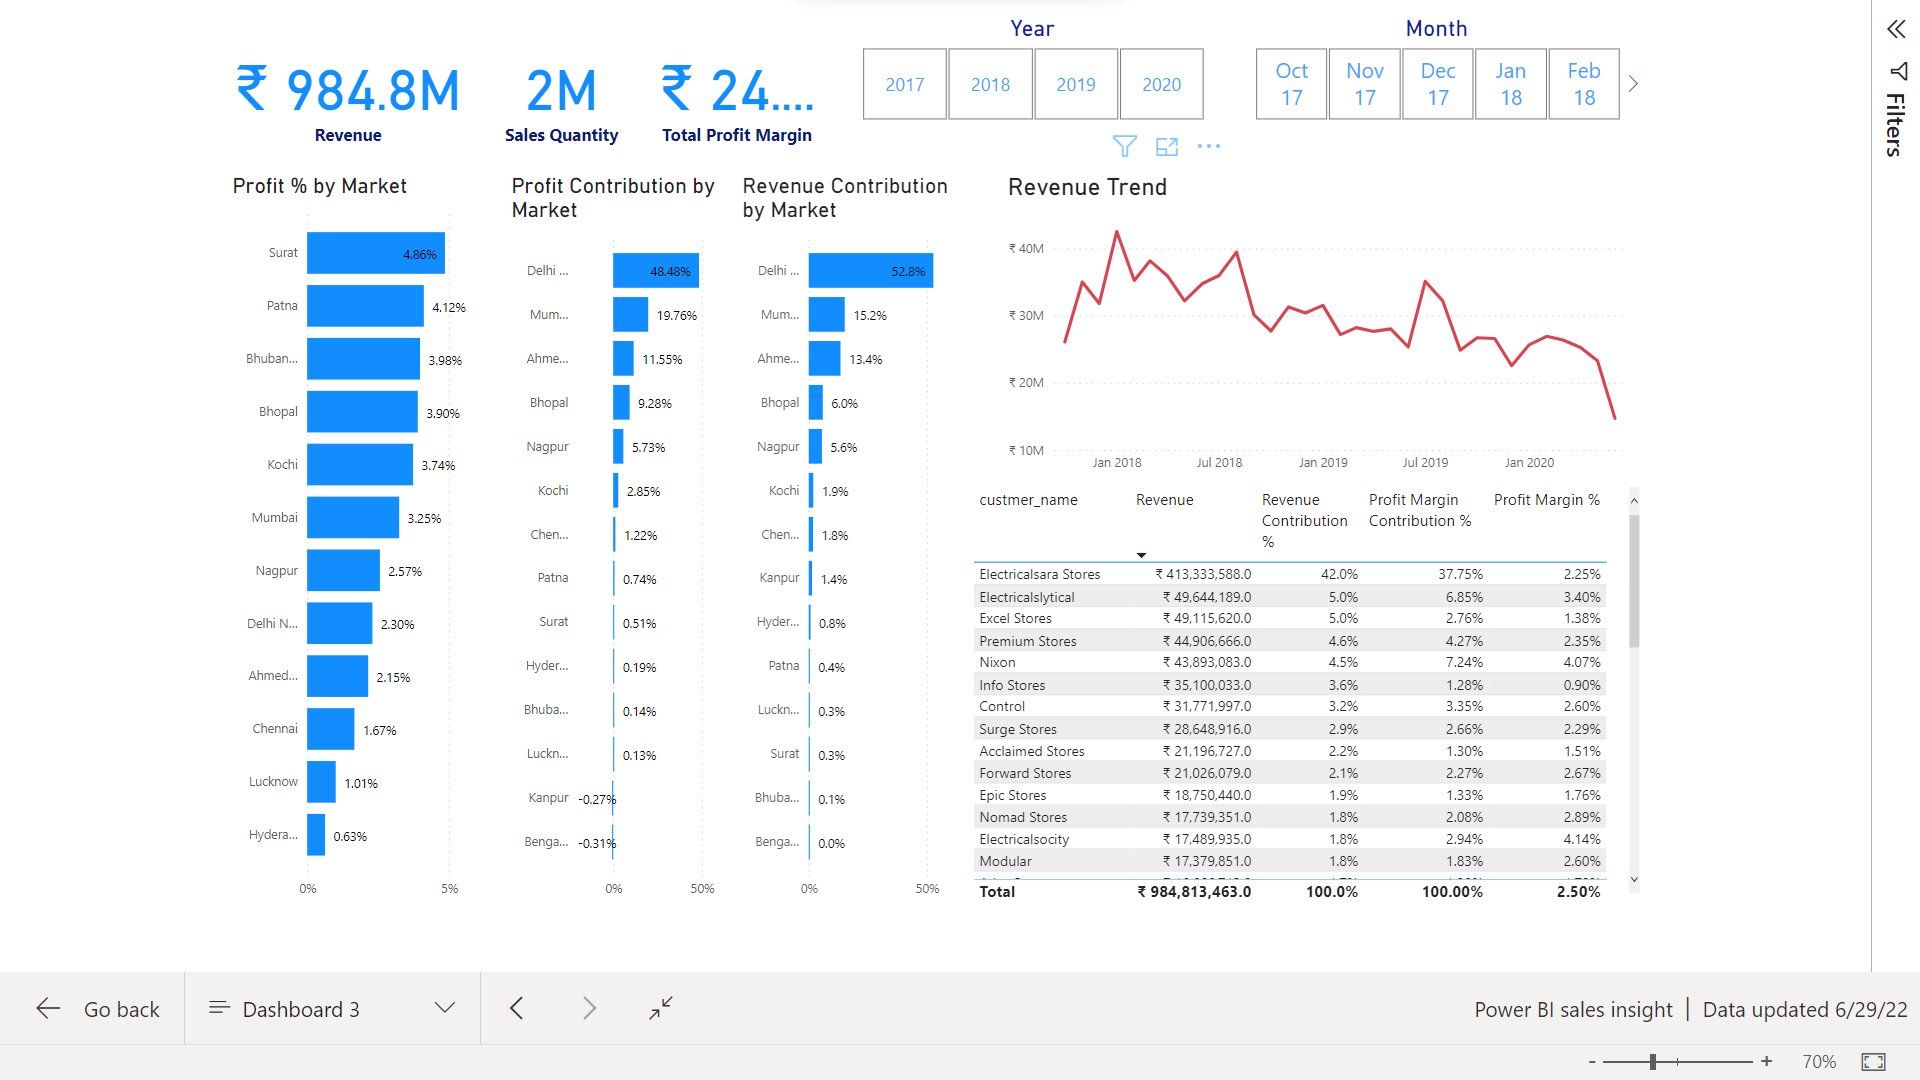 Year
Month
₹ 984.8M
Revenue
2M
Sales Quantity
₹ 24....
Total Profit Margin
2017
2018
2019
2020
Oct 17
Nov 17
Dec 17
Jan 18
Feb 18
Filters
Profit % by Market
Surat 4.86%
Patna 4.12%
Bhuban... 3.98%
Bhopal 3.90%
Kochi 3.74%
Mumbai 3.25%
Nagpur 2.57%
Delhi N... 2.30%
Ahmed... 2.15%
Chennai 1.67%
Lucknow 1.01%
Hydera... 0.63%
0% 5%
Profit Contribution by
Market
Delhi ... 48.48%
Mum... 19.76%
Ahme... 11.55%
Bhopal 9.28%
Nagpur 5.73%
Kochi 2.85%
Chen... 1.22%
Patna 0.74%
Surat 0.51%
Hyder... 0.19%
Bhuba... 0.14%
Luckn... 0.13%
Kanpur -0.27%
Benga... -0.31%
0% 50%
Revenue Contribution
by Market
Delhi ... 52.8%
Mum... 15.2%
Ahme... 13.4%
Bhopal 6.0%
Nagpur 5.6%
Kochi 1.9%
Chen... 1.8%
Kanpur 1.4%
Hyder... 0.8%
Patna 0.4%
Luckn... 0.3%
Surat 0.3%
Bhuba... 0.1%
Benga... 0.0%
0% 50%
Revenue Trend
₹ 40M
₹ 30M
₹ 20M
₹ 10M
Jan 2018 Jul 2018 Jan 2019 Jul 2019 Jan 2020
custmer_name Revenue Revenue Contribution % Profit Margin Contribution % Profit Margin %
Electricalsara Stores ₹ 413,333,588.0 42.0% 37.75% 2.25%
Electricalslytical ₹ 49,644,189.0 5.0% 6.85% 3.40%
Excel Stores ₹ 49,115,620.0 5.0% 2.76% 1.38%
Premium Stores ₹ 44,906,666.0 4.6% 4.27% 2.35%
Nixon ₹ 43,893,083.0 4.5% 7.24% 4.07%
Info Stores ₹ 35,100,033.0 3.6% 1.28% 0.90%
Control ₹ 31,771,997.0 3.2% 3.35% 2.60%
Surge Stores ₹ 28,648,916.0 2.9% 2.66% 2.29%
Acclaimed Stores ₹ 21,196,727.0 2.2% 1.30% 1.51%
Forward Stores ₹ 21,026,079.0 2.1% 2.27% 2.67%
Epic Stores ₹ 18,750,440.0 1.9% 1.33% 1.76%
Nomad Stores ₹ 17,739,351.0 1.8% 2.08% 2.89%
Electricalsocity ₹ 17,489,935.0 1.8% 2.94% 4.14%
Modular ₹ 17,379,851.0 1.8% 1.83% 2.60%
Total ₹ 984,813,463.0 100.0% 100.00% 2.50%
Go back
Dashboard 3
Power BI sales insight | Data updated 6/29/22
- + 70%